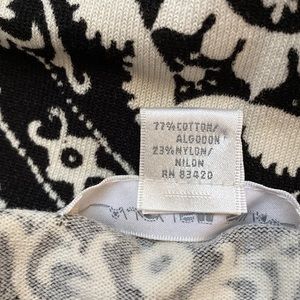 77% COTTON/
ALGODON
23% NYLON/
NILON
RN 83420